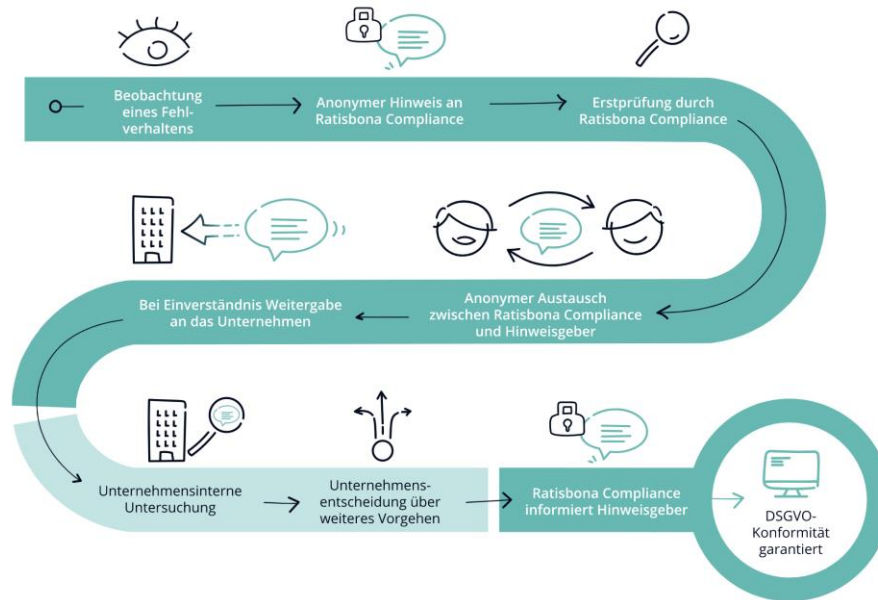 Beobachtung
eines Fehl-
verhaltens
Anonymer Hinweis an
Ratisbona Compliance
Erstprüfung durch
Ratisbona Compliance
Anonymer Austausch
zwischen Ratisbona Compliance
und Hinweisgeber
Bei Einverständnis Weitergabe
an das Unternehmen
Unternehmensinterne
Untersuchung
Unternehmens-
entscheidung über
weiteres Vorgehen
Ratisbona Compliance
informiert Hinweisgeber
DSGVO-
Konformität
garantiert